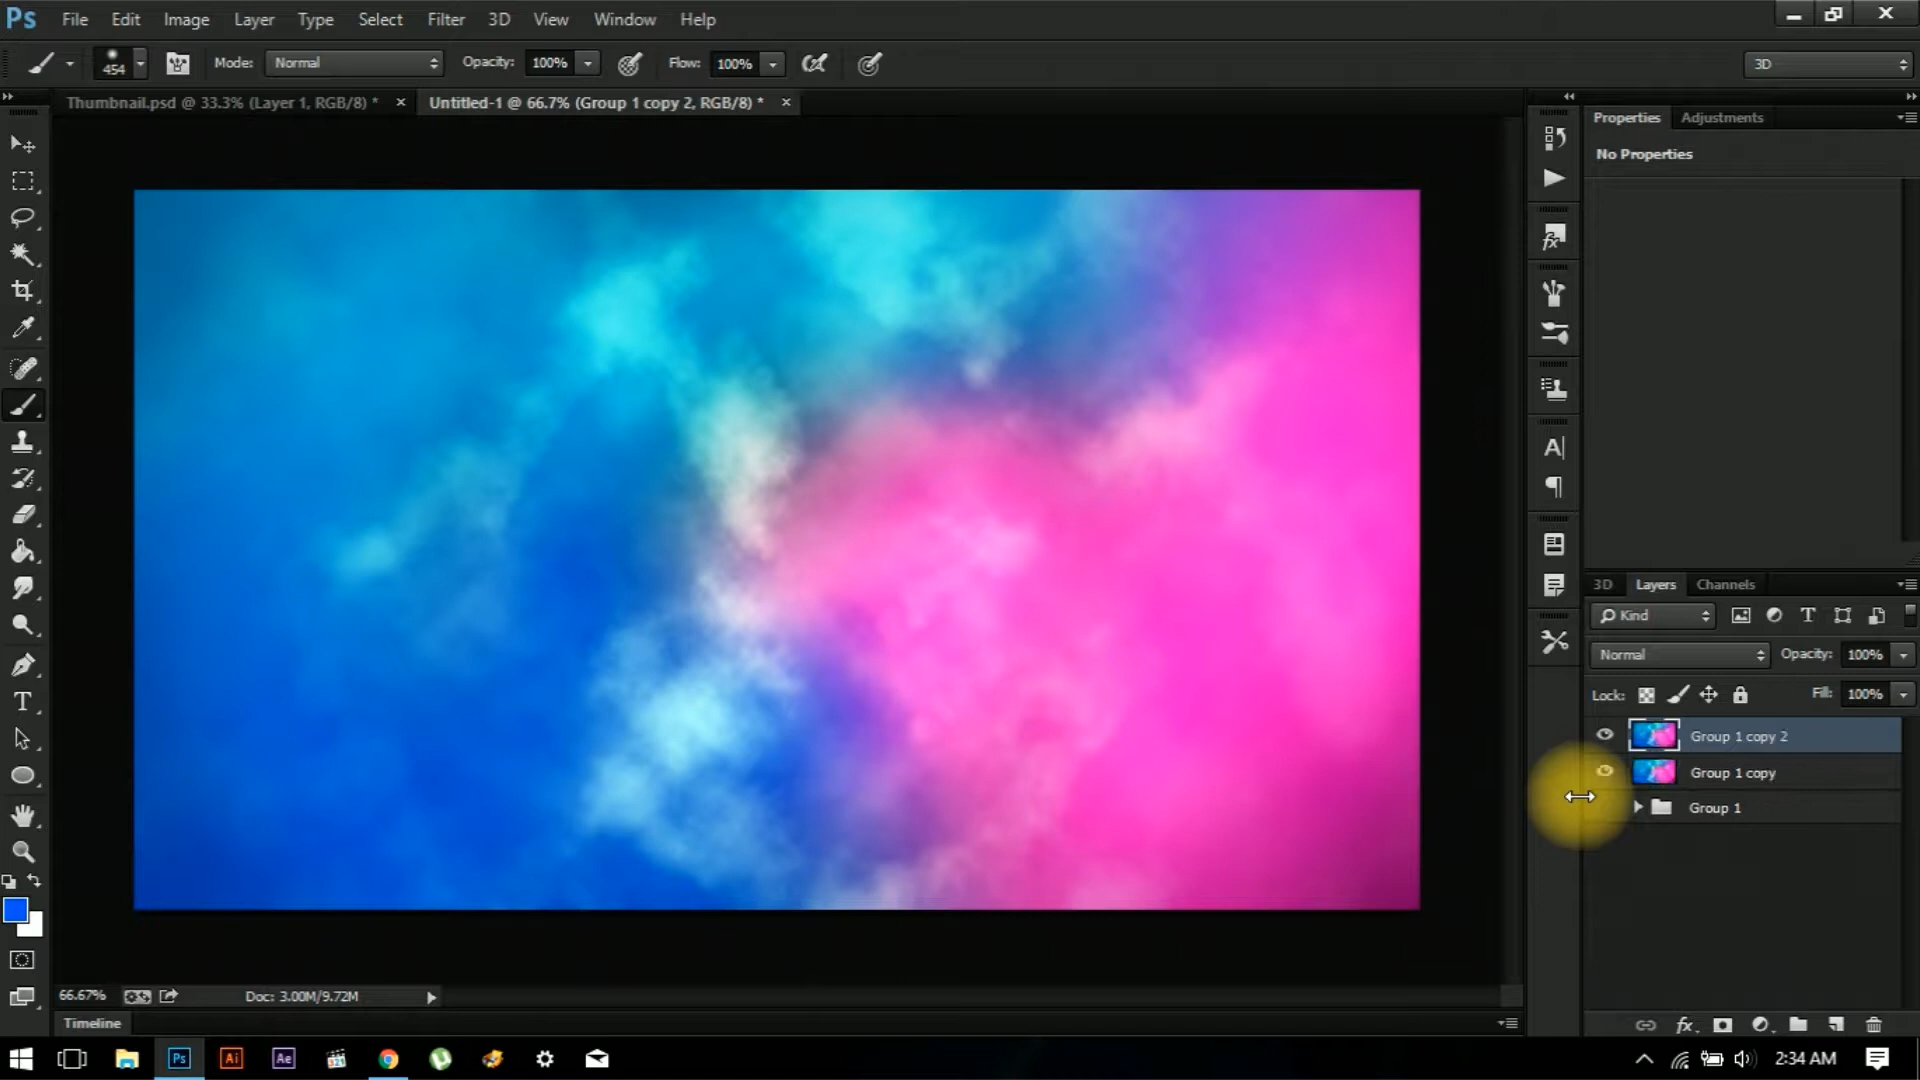 Ps File Edit Image Layer Type Select Filter 3D View Window Help
454 Mode: Normal Opacity: 100% Flow: 100% 3D
Thumbnail.psd @ 33.3% (Layer 1, RGB/8) * × Untitled-1 @ 66.7% (Group 1 copy 2, RGB/8) * ×
Properties Adjustments
No Properties
3D Layers Channels
Kind
Normal Opacity: 100%
Lock: Fill: 100%
Group 1 copy 2
Group 1 copy
Group 1
66.67% Doc: 3.00M/9.72M
Timeline
Ps Ai Ae 2:34 AM